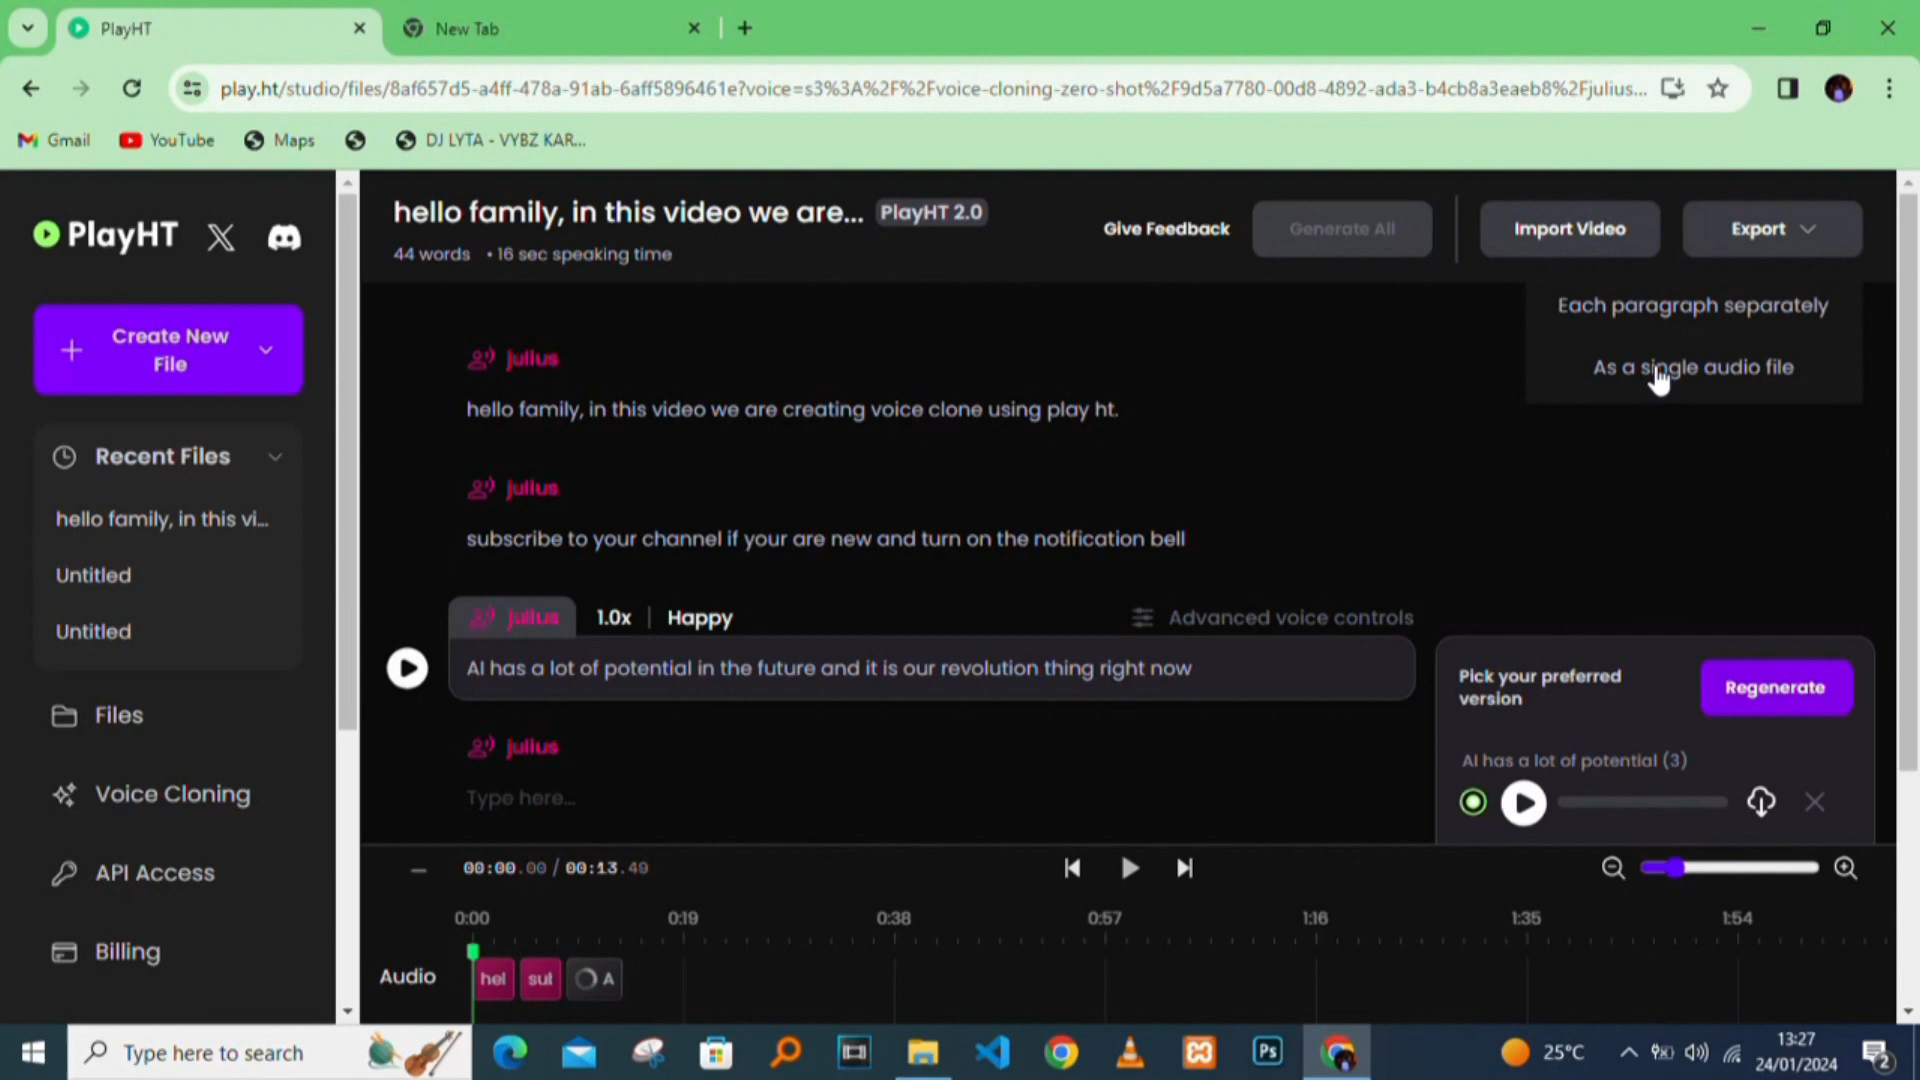 PlayHT
New Tab
play.ht/studio/files/8af657d5-a4ff-478a-91ab-6aff5896461e?voice=s3%3A%2F%2Fvoice-cloning-zero-shot%2F9d5a7780-00d8-4892-ada3-b4cb8a3eaeb8%2Fjulius...
Gmail
YouTube
Maps
DJ LYTA - VYBZ KAR...
PlayHT
hello family, in this video we are...
PlayHT 2.0
44 words • 16 sec speaking time
Give Feedback
Generate All
Import Video
Export
Each paragraph separately
As a single audio file
Create New
File
Recent Files
hello family, in this vi...
Untitled
Untitled
Files
Voice Cloning
API Access
Billing
julius
hello family, in this video we are creating voice clone using play ht.
julius
subscribe to your channel if your are new and turn on the notification bell
julius
1.0x
Happy
Advanced voice controls
AI has a lot of potential in the future and it is our revolution thing right now
julius
Type here...
Pick your preferred
version
Regenerate
AI has a lot of potential (3)
00:00.00 / 00:13.49
0:00 0:19 0:38 0:57 1:16 1:35 1:54
Audio
hel
sul
A
Type here to search
Ps
25°C
13:27
24/01/2024
2